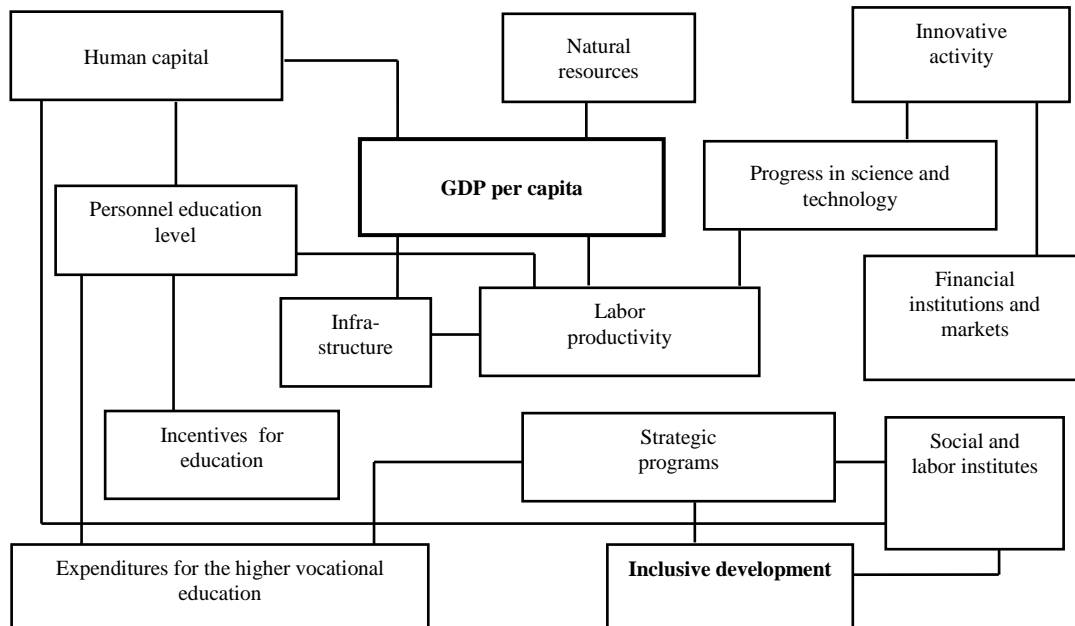 Human capital
Natural
resources
Innovative
activity
GDP per capita
Progress in science and
technology
Personnel education
level
Infra-
structure
Labor
productivity
Financial
institutions and
markets
Incentives for
education
Strategic
programs
Social and
labor institutes
Expenditures for the higher vocational
education
Inclusive development